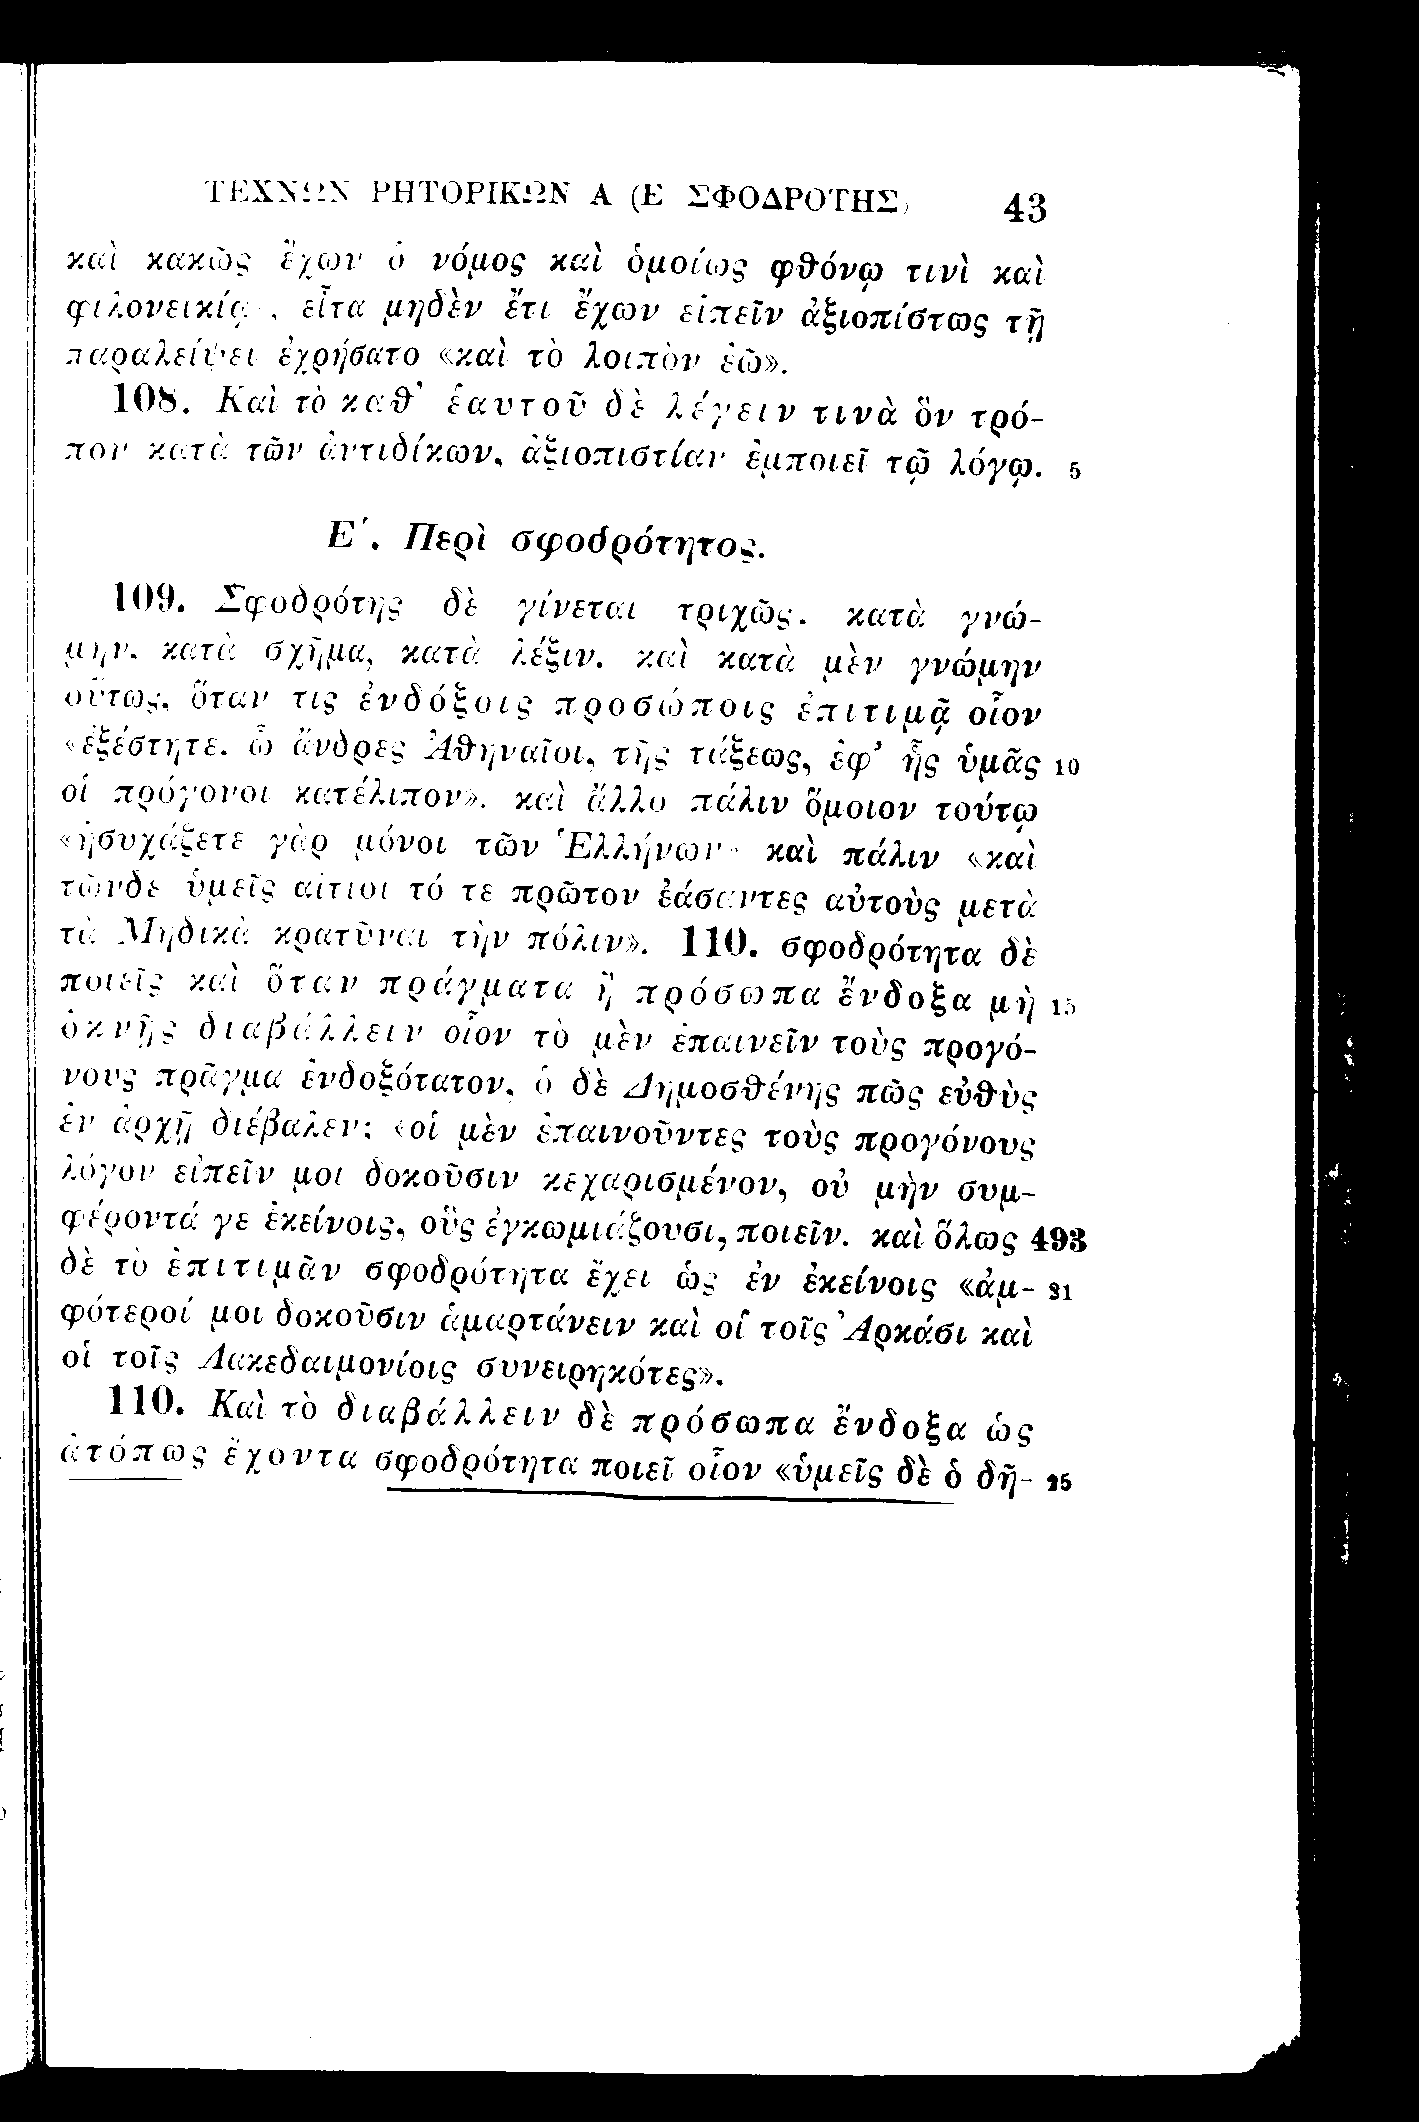 ΤΕΧΝΩΝ ΡΗΤΟΡΙΚΩΝ Α (Ε ΣΦΟΔΡΟΤΗΣ) 43
καὶ κακῶς ἔχων ὁ νόμος καὶ ὁμοίως φθόνῳ τινὶ καὶ
φιλονεικίᾳ, εἶτα μηδὲν ἔτι ἔχων εἰπεῖν ἀξιοπίστως τῇ
παραλείψει ἐχρήσατο «καὶ τὸ λοιπὸν ἐῶ».
108. Καὶ τὸ καθ' ἑαυτοῦ δὲ λέγειν τινὰ ὃν τρό-
πον κατὰ τῶν ἀντιδίκων, ἀξιοπιστίαν ἐμποιεῖ τῷ λόγῳ. 5
Ε΄. Περὶ σφοδρότητος.
109. Σφοδρότης δὲ γίνεται τριχῶς. κατὰ γνώ-
μην, κατὰ σχῆμα, κατὰ λέξιν. καὶ κατὰ μὲν γνώμην
οὕτως, ὅταν τις ἐνδόξοις προσώποις ἐπιτιμᾷ οἷον
«ἐξέστητε, ὦ ἄνδρες Ἀθηναῖοι, τῆς τάξεως, ἐφ' ἧς ὑμᾶς 10
οἱ πρόγονοι κατέλιπον». καὶ ἄλλο πάλιν ὅμοιον τούτῳ
«ἡσυχάζετε γὰρ μόνοι τῶν Ἑλλήνων» καὶ πάλιν «καὶ
τῶνδε ὑμεῖς αἴτιοι τό τε πρῶτον ἐάσαντες αὐτοὺς μετὰ
τὰ Μηδικὰ κρατῦναι τὴν πόλιν». 110. σφοδρότητα δὲ
ποιεῖς καὶ ὅταν πράγματα ἢ πρόσωπα ἔνδοξα μὴ 15
ὀκνῇς διαβάλλειν οἷον τὸ μὲν ἐπαινεῖν τοὺς προγό-
νους πρᾶγμα ἐνδοξότατον, ὁ δὲ Δημοσθένης πῶς εὐθὺς
ἐν ἀρχῇ διέβαλεν; «οἱ μὲν ἐπαινοῦντες τοὺς προγόνους
λόγον εἰπεῖν μοι δοκοῦσιν κεχαρισμένον, οὐ μὴν συμ-
φέροντά γε ἐκείνοις, οὓς ἐγκωμιάζουσι, ποιεῖν. καὶ ὅλως 493
δὲ τὸ ἐπιτιμᾶν σφοδρότητα ἔχει ὡς ἐν ἐκείνοις «ἀμ- 21
φότεροί μοι δοκοῦσιν ἁμαρτάνειν καὶ οἱ τοῖς Ἀρκάσι καὶ
οἱ τοῖς Λακεδαιμονίοις συνειρηκότες».
110. Καὶ τὸ διαβάλλειν δὲ πρόσωπα ἔνδοξα ὡς
ἀτόπως ἔχοντα σφοδρότητα ποιεῖ οἷον «ὑμεῖς δὲ ὁ δῆ- 25